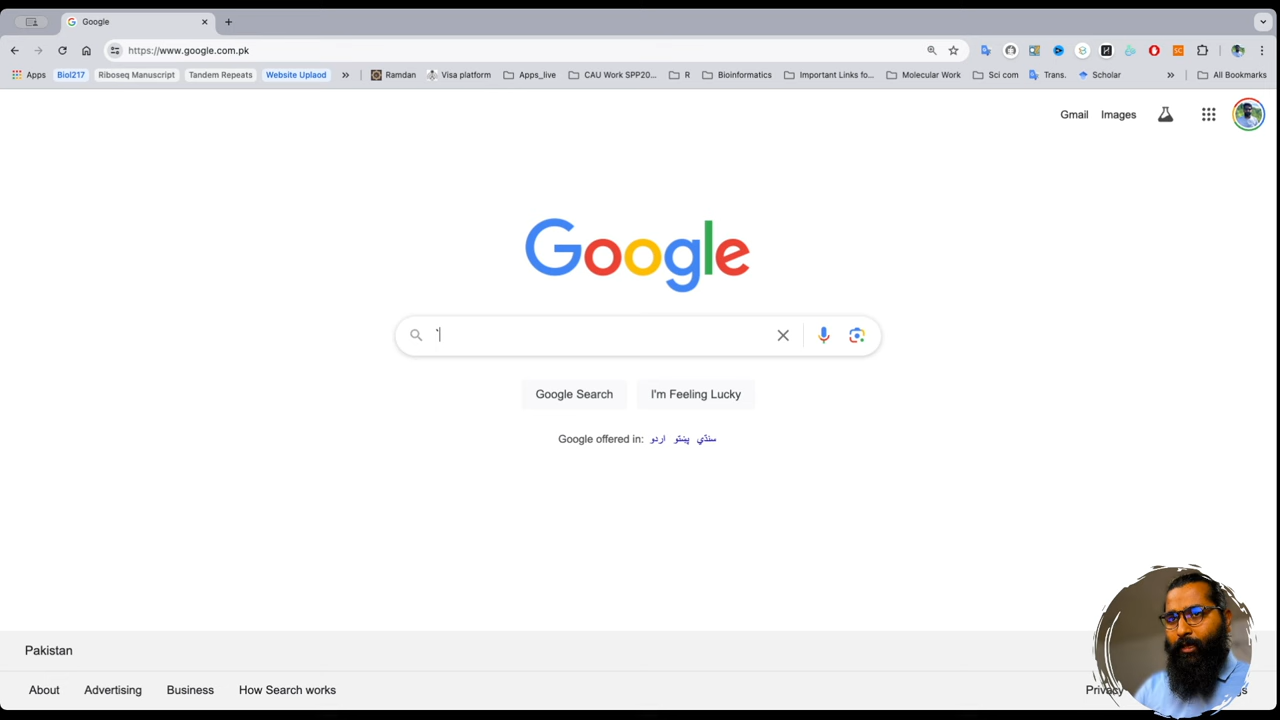 Google
https://www.google.com.pk
Apps Biol217 Riboseq Manuscript Tandem Repeats Website Uplaod Ramdan Visa platform Apps_live CAU Work SPP20... R Bioinformatics Important Links fo... Molecular Work Sci com Trans. Scholar All Bookmarks
Gmail Images
Google
`
Google Search I'm Feeling Lucky
Google offered in: اردو پښتو سنڌي
Pakistan
About Advertising Business How Search works